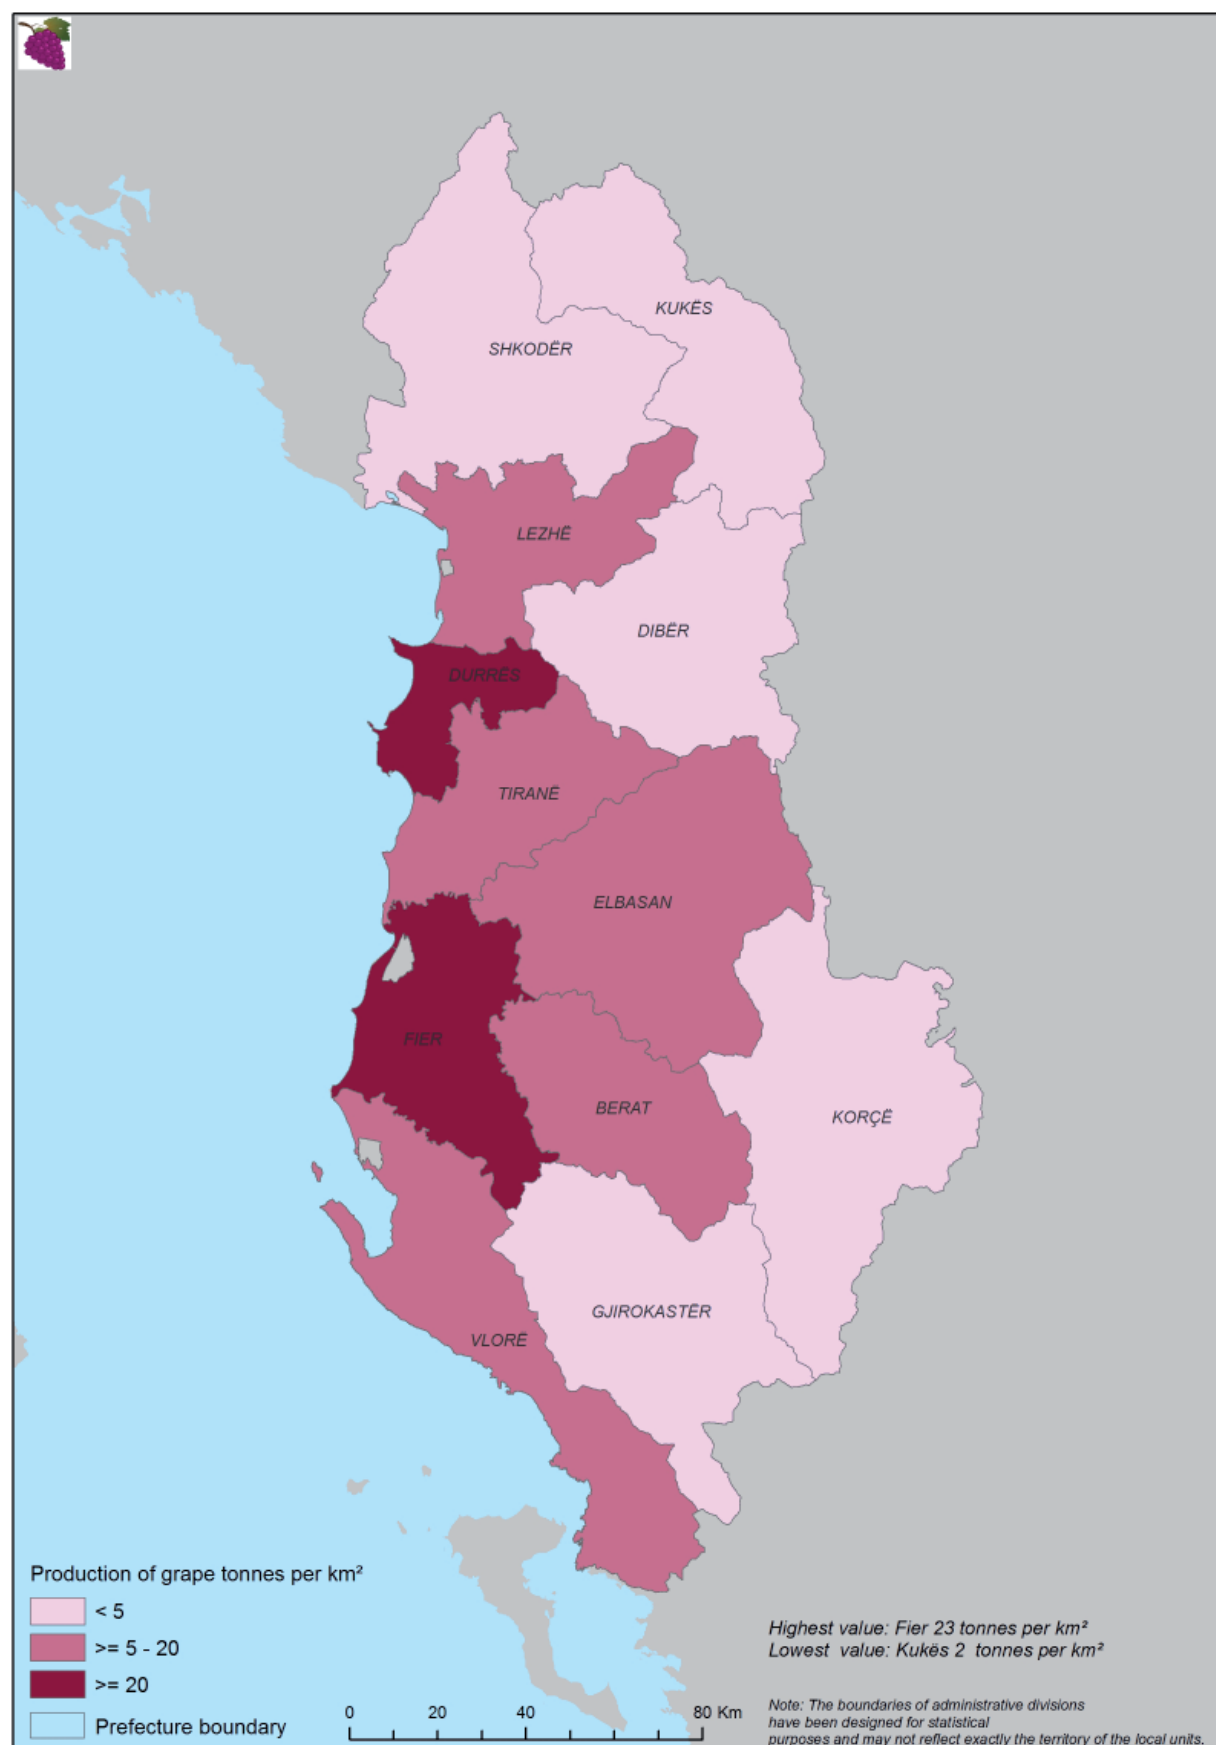 KUKËS
SHKODËR
LEZHË
DIBËR
DURRËS
TIRANË
ELBASAN
FIER
BERAT
KORÇË
GJIROKASTËR
VLORË
Production of grape tonnes per km²
< 5
>= 5 - 20
>= 20
Prefecture boundary
0 20 40 80 Km
Highest value: Fier 23 tonnes per km²
Lowest value: Kukës 2 tonnes per km²
Note: The boundaries of administrative divisions
have been designed for statistical
purposes and may not reflect exactly the territory of the local units.